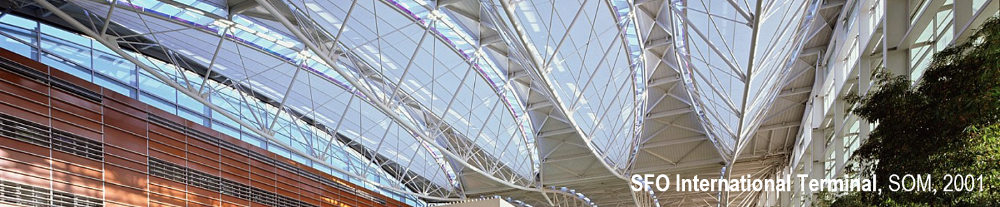 SFO International Terminal, SOM, 2001